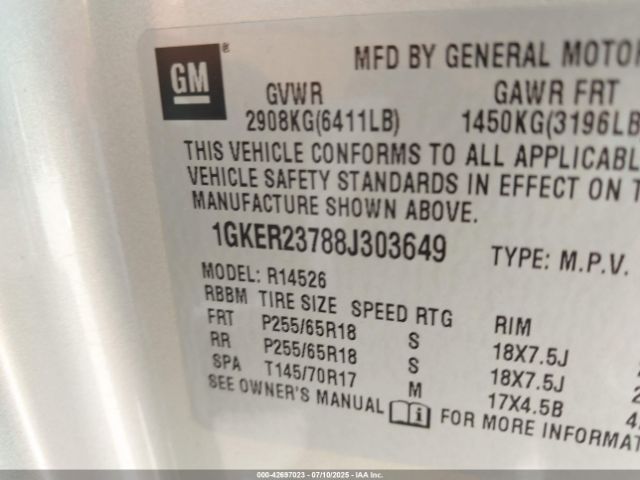 GM ®
MFD BY GENERAL MOTOR
GVWR GAWR FRT
2908KG(6411LB) 1450KG(3196LB
THIS VEHICLE CONFORMS TO ALL APPLICABL
VEHICLE SAFETY STANDARDS IN EFFECT ON T
MANUFACTURE SHOWN ABOVE.
1GKER23788J303649 TYPE: M.P.V.
MODEL: R14526
RBBM TIRE SIZE SPEED RTG RIM
FRT P255/65R18 S 18X7.5J
RR P255/65R18 S 18X7.5J
SPA T145/70R17 M 17X4.5B
SEE OWNER'S MANUAL i FOR MORE INFORMAT
000-42697023 - 07/10/2025 - IAAI.com